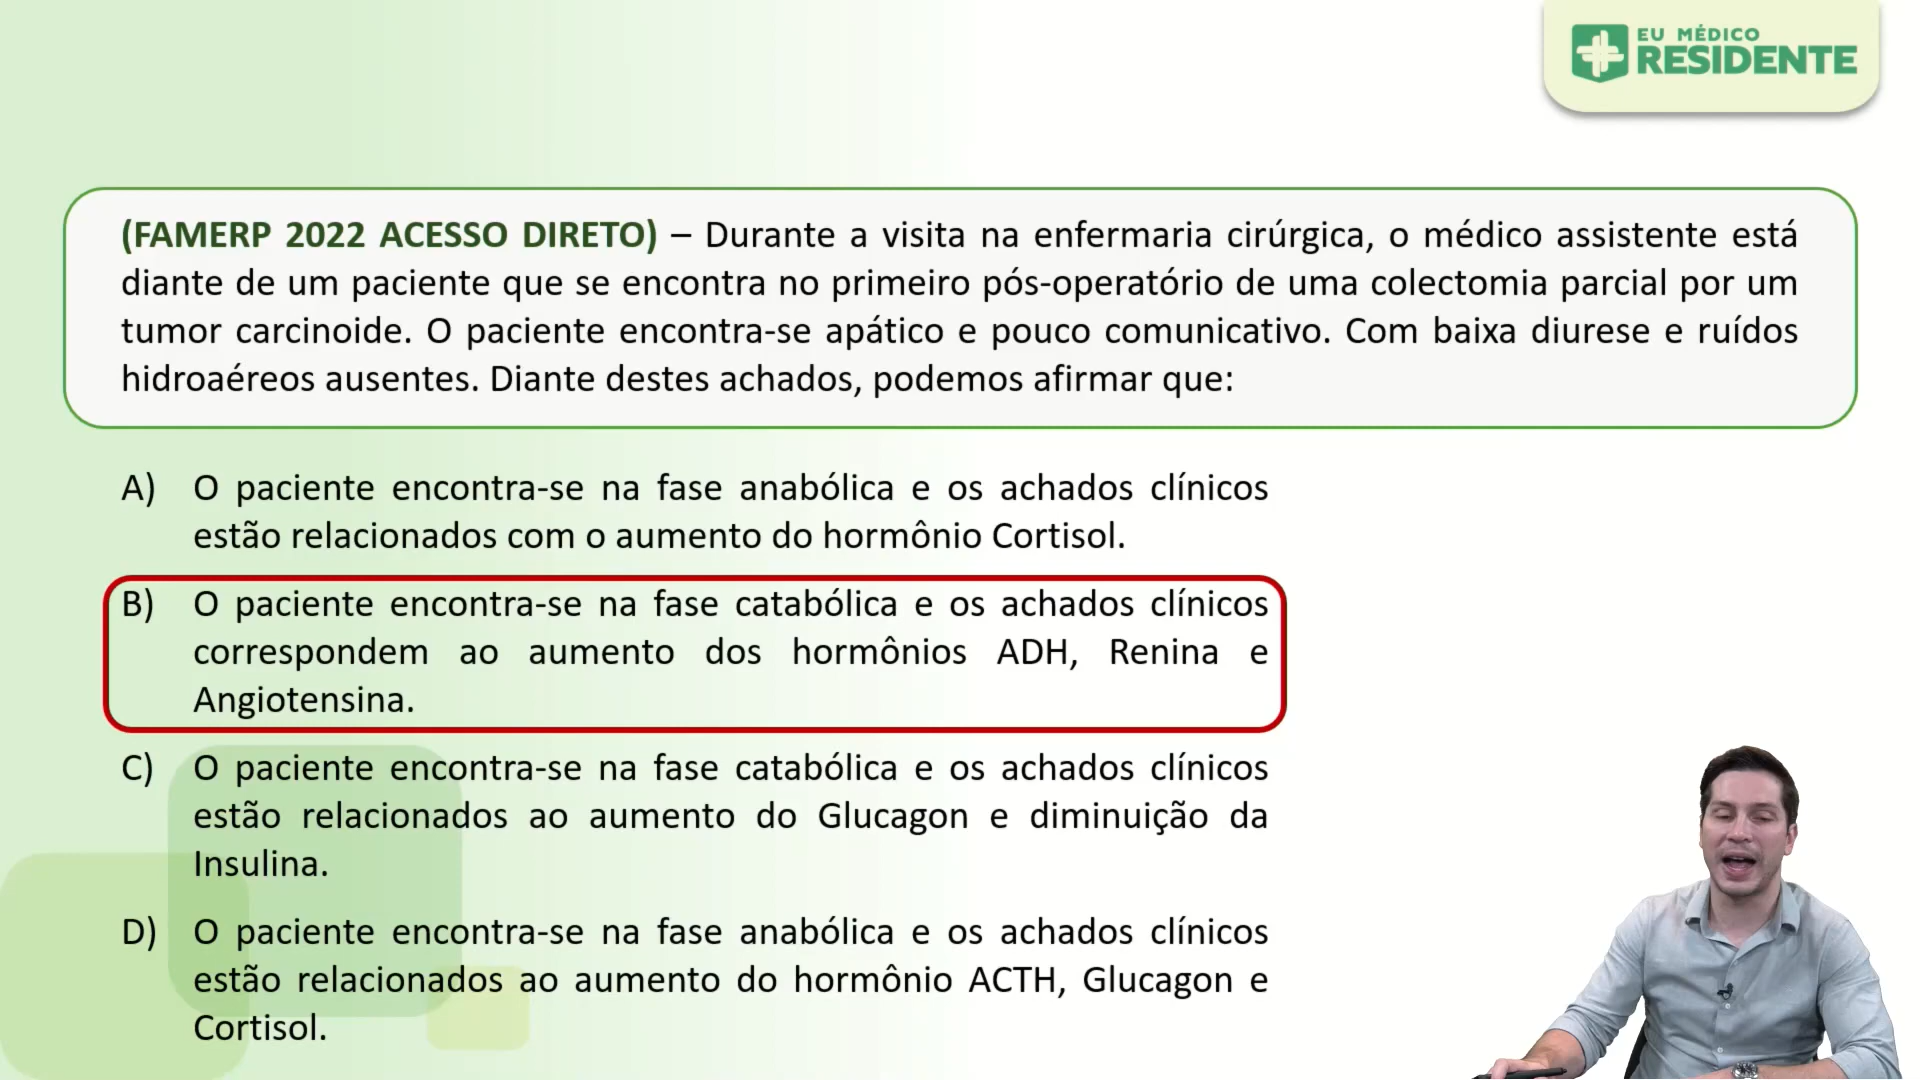 EU MÉDICO
RESIDENTE
(FAMERP 2022 ACESSO DIRETO) – Durante a visita na enfermaria cirúrgica, o médico assistente está
diante de um paciente que se encontra no primeiro pós-operatório de uma colectomia parcial por um
tumor carcinoide. O paciente encontra-se apático e pouco comunicativo. Com baixa diurese e ruídos
hidroaéreos ausentes. Diante destes achados, podemos afirmar que:
A) O paciente encontra-se na fase anabólica e os achados clínicos
estão relacionados com o aumento do hormônio Cortisol.
B) O paciente encontra-se na fase catabólica e os achados clínicos
correspondem ao aumento dos hormônios ADH, Renina e
Angiotensina.
C) O paciente encontra-se na fase catabólica e os achados clínicos
estão relacionados ao aumento do Glucagon e diminuição da
Insulina.
D) O paciente encontra-se na fase anabólica e os achados clínicos
estão relacionados ao aumento do hormônio ACTH, Glucagon e
Cortisol.